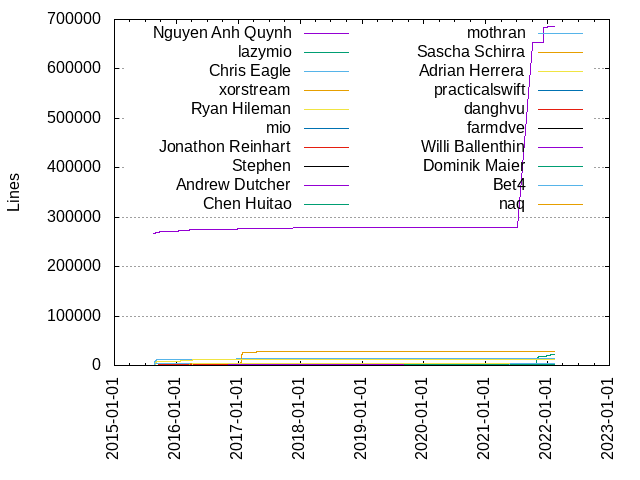 700000
600000
500000
400000
300000
200000
100000
0
Lines
Nguyen Anh Quynh
lazymio
Chris Eagle
xorstream
Ryan Hileman
mio
Jonathon Reinhart
Stephen
Andrew Dutcher
Chen Huitao
mothran
Sascha Schirra
Adrian Herrera
practicalswift
danghvu
farmdve
Willi Ballenthin
Dominik Maier
Bet4
naq
2015-01-01
2016-01-01
2017-01-01
2018-01-01
2019-01-01
2020-01-01
2021-01-01
2022-01-01
2023-01-01